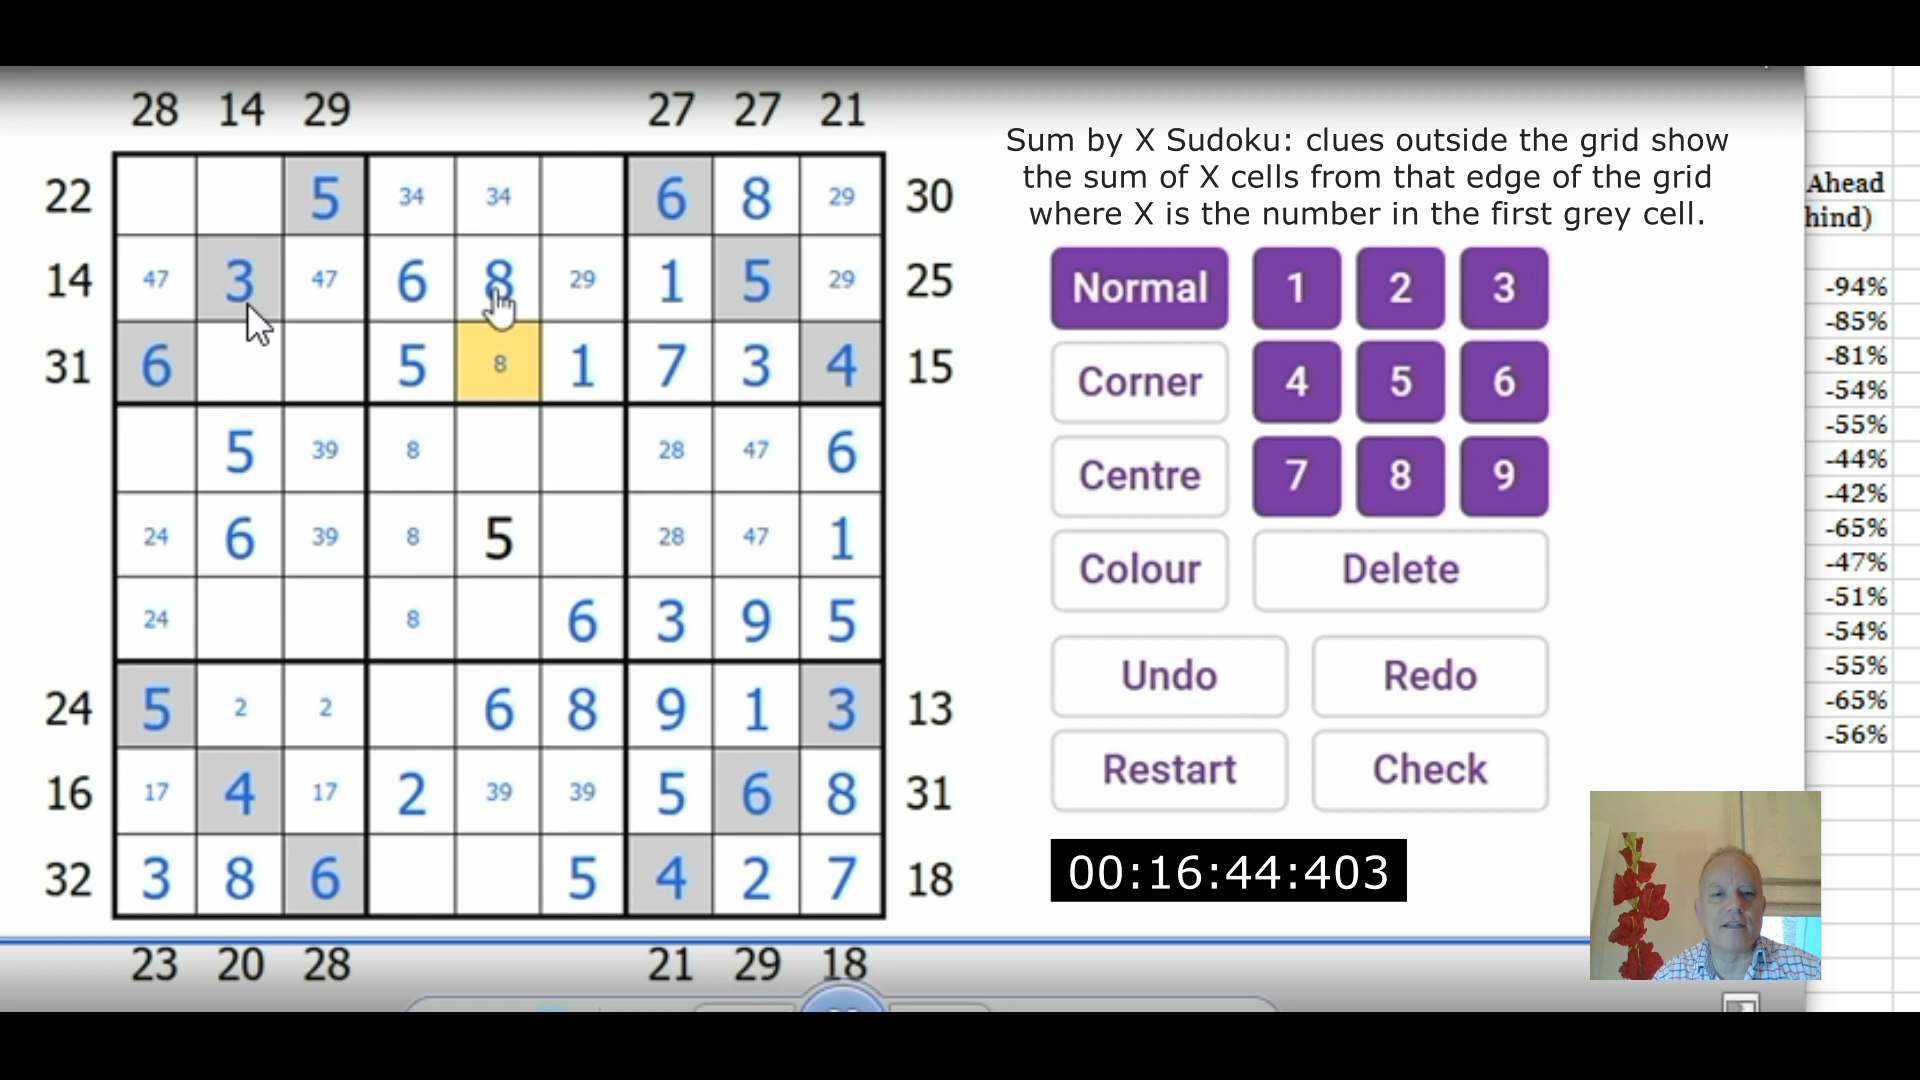 28 14 29 27 27 21
Sum by X Sudoku: clues outside the grid show
the sum of X cells from that edge of the grid
where X is the number in the first grey cell.
22 5 34 34 6 8 29 30
14 47 3 47 6 8 29 1 5 29 25
31 6 5 8 1 7 3 4 15
5 39 8 28 47 6
24 6 39 8 5 28 47 1
24 8 6 3 9 5
24 5 2 2 6 8 9 1 3 13
16 17 4 17 2 39 39 5 6 8 31
32 3 8 6 5 4 2 7 18
23 20 28 21 29 18
Normal 1 2 3
Corner 4 5 6
Centre 7 8 9
Colour Delete
Undo Redo
Restart Check
00:16:44:403
Ahead
hind)
-94%
-85%
-81%
-54%
-55%
-44%
-42%
-65%
-47%
-51%
-54%
-55%
-65%
-56%